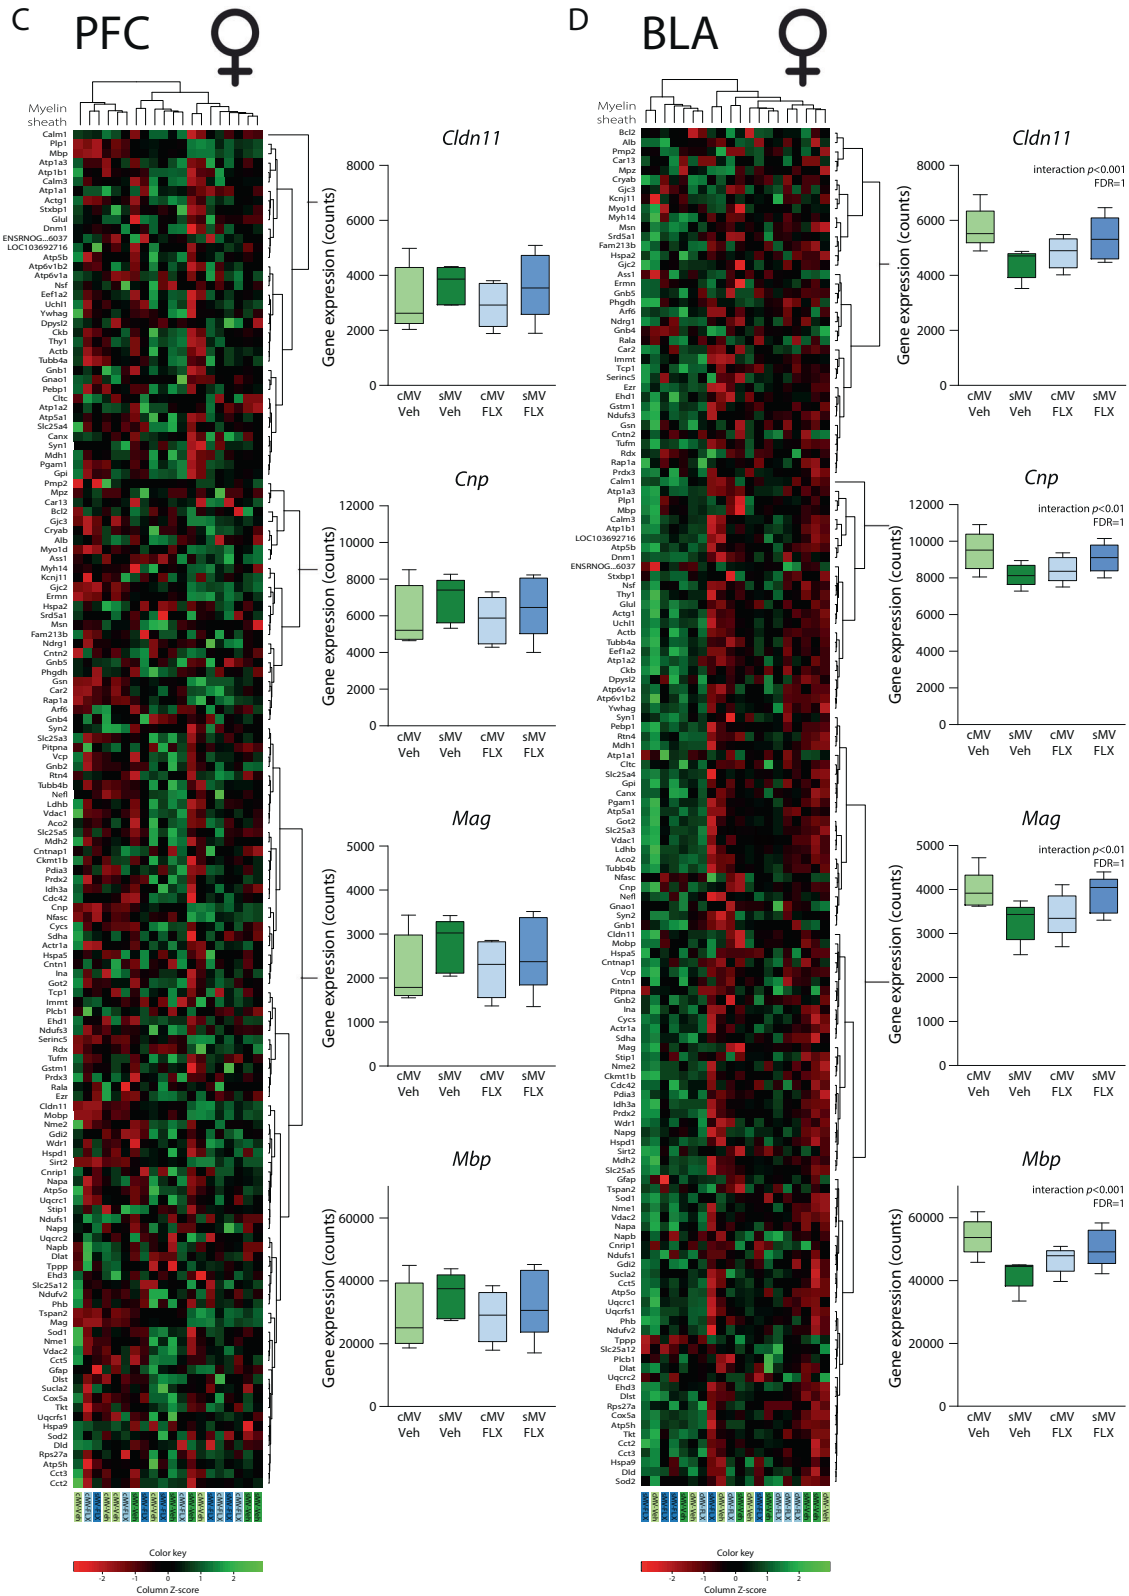 C
PFC
Myelin
sheath
Calm1
Plp1
Mbp
Atp1a3
Atp1b1
Calm3
Atp1a1
Actg1
Stxbp1
Glul
Dnm1
ENSRNOG...6037
LOC103692716
Atp5b
Atp6v1b2
Atp6v1a
Nsf
Eef1a2
Uchl1
Ywhag
Dpysl2
Ckb
Thy1
Actb
Tubb4a
Gnb1
Gnao1
Pebp1
Cltc
Atp1a2
Atp5a1
Slc25a4
Canx
Syn1
Mdh1
Pgam1
Gpi
Pmp2
Mpz
Car13
Bcl2
Gjc3
Cryab
Alb
Myo1d
Ass1
Myh14
Kcnj11
Gjc2
Ermn
Hspa2
Srd5a1
Msn
Fam213b
Ndrg1
Cntn2
Gnb5
Phgdh
Gsn
Car2
Rap1a
Arf6
Gnb4
Syn2
Slc25a3
Pitpna
Vcp
Gnb2
Rtn4
Tubb4b
Nefl
Ldhb
Vdac1
Aco2
Slc25a5
Mdh2
Cntnap1
Ckmt1b
Pdia3
Prdx2
Idh3a
Cdc42
Cnp
Nfasc
Cycs
Sdha
Actr1a
Hspa5
Cntn1
Ina
Got2
Tcp1
Immt
Plcb1
Ehd1
Ndufs3
Serinc5
Rdx
Tufm
Gstm1
Prdx3
Rala
Ezr
Cldn11
Mobp
Nme2
Gdi2
Wdr1
Hspd1
Sirt2
Cnrip1
Napa
Atp5o
Uqcrc1
Stip1
Ndufs1
Napg
Uqcrc2
Napb
Dlat
Tppp
Ehd3
Slc25a12
Ndufv2
Phb
Tspan2
Mag
Sod1
Nme1
Vdac2
Cct5
Gfap
Dlst
Sucla2
Cox5a
Tkt
Uqcrfs1
Hspa9
Sod2
Dld
Rps27a
Atp5h
Cct3
Cct2
Color key
-2 -1 0 1 2
Column Z-score
Cldn11
Gene expression (counts)
8000
6000
4000
2000
0
cMV sMV cMV sMV
Veh Veh FLX FLX
Cnp
Gene expression (counts)
12000
10000
8000
6000
4000
2000
0
cMV sMV cMV sMV
Veh Veh FLX FLX
Mag
Gene expression (counts)
5000
4000
3000
2000
1000
0
cMV sMV cMV sMV
Veh Veh FLX FLX
Mbp
Gene expression (counts)
60000
40000
20000
0
cMV sMV cMV sMV
Veh Veh FLX FLX
D
BLA
Myelin
sheath
Bcl2
Alb
Pmp2
Car13
Mpz
Cryab
Gjc3
Kcnj11
Myo1d
Myh14
Msn
Srd5a1
Fam213b
Hspa2
Gjc2
Ass1
Ermn
Gnb5
Phgdh
Arf6
Ndrg1
Gnb4
Rala
Car2
Immt
Tcp1
Serinc5
Ezr
Ehd1
Gstm1
Ndufs3
Gsn
Cntn2
Tufm
Rdx
Rap1a
Prdx3
Calm1
Atp1a3
Plp1
Mbp
Calm3
Atp1b1
LOC103692716
Atp5b
Dnm1
ENSRNOG...6037
Stxbp1
Nsf
Thy1
Glul
Actg1
Uchl1
Actb
Tubb4a
Eef1a2
Atp1a2
Ckb
Dpysl2
Atp6v1a
Atp6v1b2
Ywhag
Syn1
Pebp1
Rtn4
Mdh1
Atp1a1
Cltc
Slc25a4
Gpi
Canx
Pgam1
Atp5a1
Got2
Slc25a3
Vdac1
Ldhb
Aco2
Tubb4b
Nfasc
Cnp
Nefl
Gnao1
Syn2
Gnb1
Cldn11
Mobp
Hspa5
Cntnap1
Vcp
Cntn1
Pitpna
Gnb2
Ina
Cycs
Actr1a
Sdha
Mag
Stip1
Nme2
Ckmt1b
Cdc42
Pdia3
Idh3a
Prdx2
Wdr1
Napg
Hspd1
Sirt2
Mdh2
Slc25a5
Gfap
Tspan2
Sod1
Nme1
Vdac2
Napa
Napb
Cnrip1
Ndufs1
Gdi2
Sucla2
Cct5
Atp5o
Uqcrc1
Uqcrfs1
Phb
Ndufv2
Tppp
Slc25a12
Plcb1
Dlat
Uqcrc2
Ehd3
Dlst
Rps27a
Cox5a
Atp5h
Tkt
Cct2
Cct3
Hspa9
Dld
Sod2
Color key
-2 -1 0 1 2
Column Z-score
Cldn11
interaction p<0.001
FDR=1
Gene expression (counts)
8000
6000
4000
2000
0
cMV sMV cMV sMV
Veh Veh FLX FLX
Cnp
interaction p<0.01
FDR=1
Gene expression (counts)
12000
10000
8000
6000
4000
2000
0
cMV sMV cMV sMV
Veh Veh FLX FLX
Mag
interaction p<0.01
FDR=1
Gene expression (counts)
5000
4000
3000
2000
1000
0
cMV sMV cMV sMV
Veh Veh FLX FLX
Mbp
interaction p<0.001
FDR=1
Gene expression (counts)
60000
40000
20000
0
cMV sMV cMV sMV
Veh Veh FLX FLX